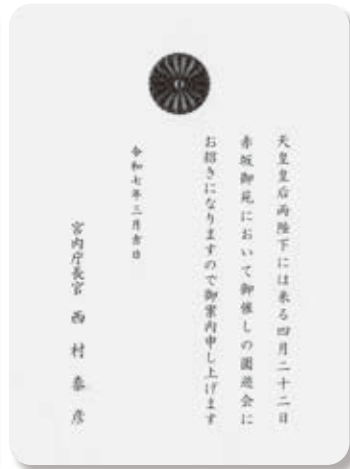 天皇皇后両陛下には来る四月二十二日
赤坂御苑において御催しの園遊会に
お招きになりますので御案内申し上げます
令和七年三月吉日
宮内庁長官 西村泰彦